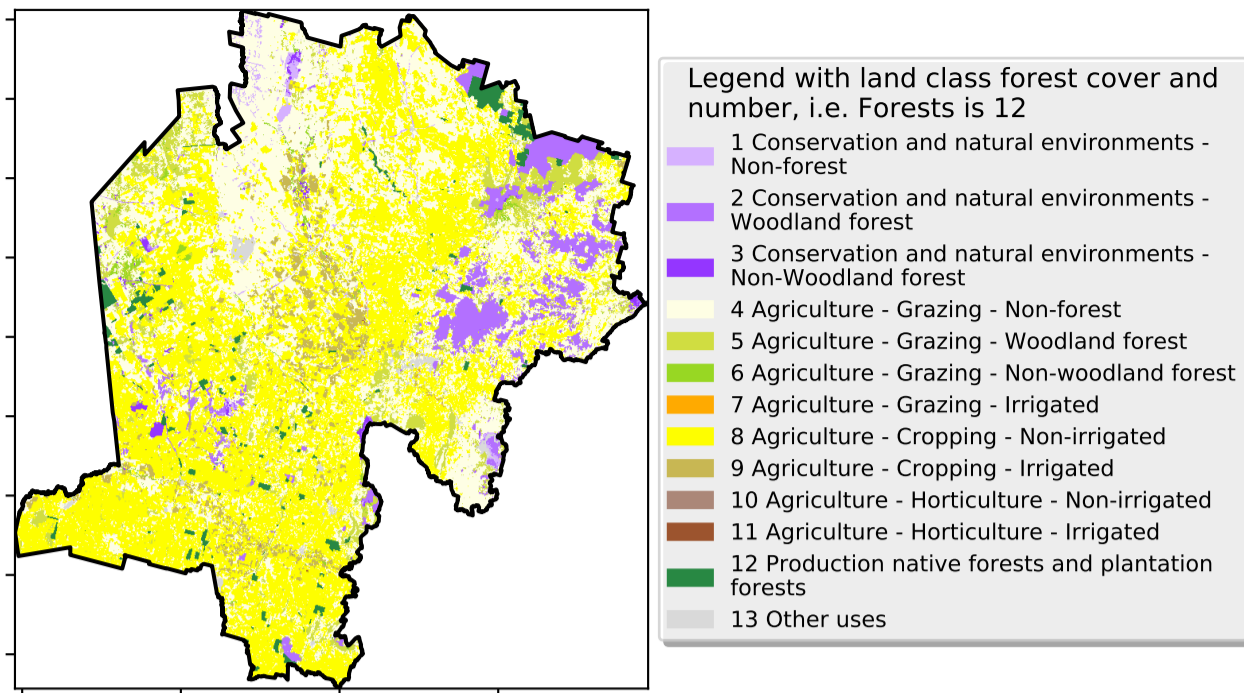 Legend with land class forest cover and
number, i.e. Forests is 12
1 Conservation and natural environments -
Non-forest
2 Conservation and natural environments -
Woodland forest
3 Conservation and natural environments -
Non-Woodland forest
4 Agriculture - Grazing - Non-forest
5 Agriculture - Grazing - Woodland forest
6 Agriculture - Grazing - Non-woodland forest
7 Agriculture - Grazing - Irrigated
8 Agriculture - Cropping - Non-irrigated
9 Agriculture - Cropping - Irrigated
10 Agriculture - Horticulture - Non-irrigated
11 Agriculture - Horticulture - Irrigated
12 Production native forests and plantation
forests
13 Other uses